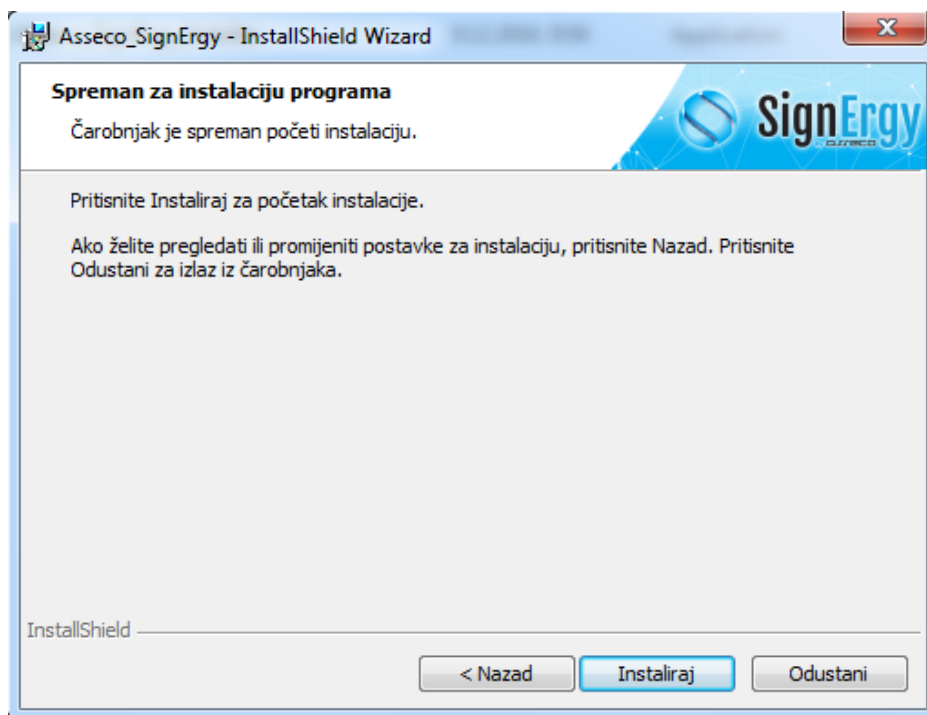 Asseco_SignErgy - InstallShield Wizard
Spreman za instalaciju programa
Čarobnjak je spreman početi instalaciju.
SignErgy
asseco
Pritisnite Instaliraj za početak instalacije.
Ako želite pregledati ili promijeniti postavke za instalaciju, pritisnite Nazad. Pritisnite
Odustani za izlaz iz čarobnjaka.
InstallShield
< Nazad
Instaliraj
Odustani